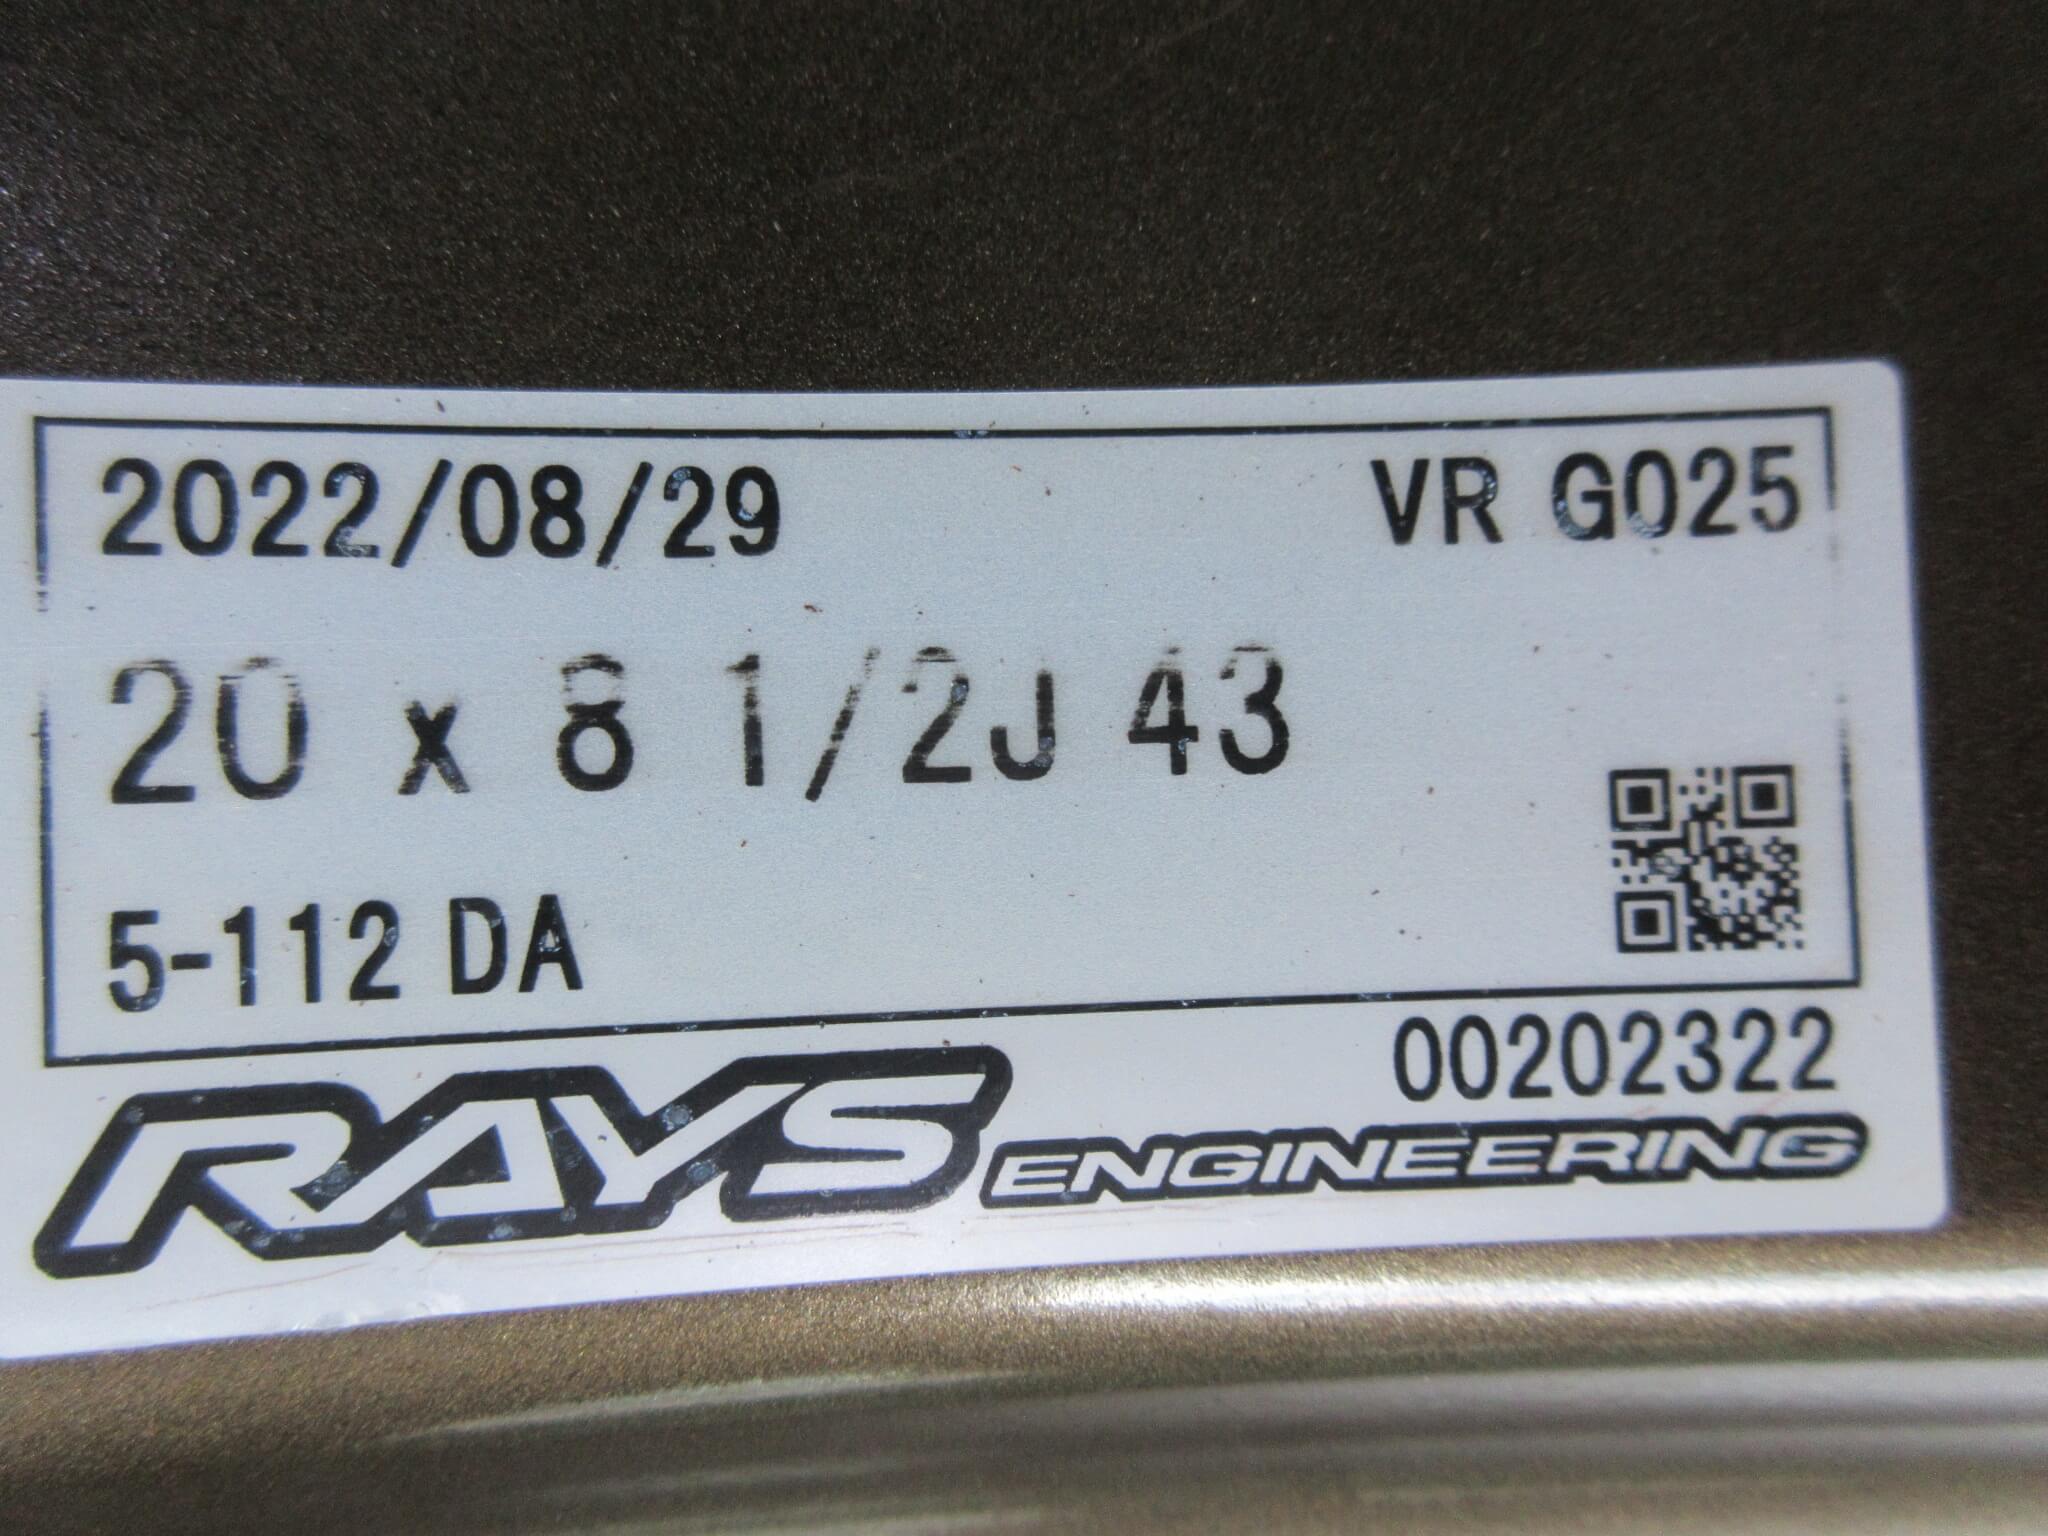 2022/08/29 VR G025
20 x 8 1/2J 43
5-112 DA
00202322
RAYS ENGINEERING